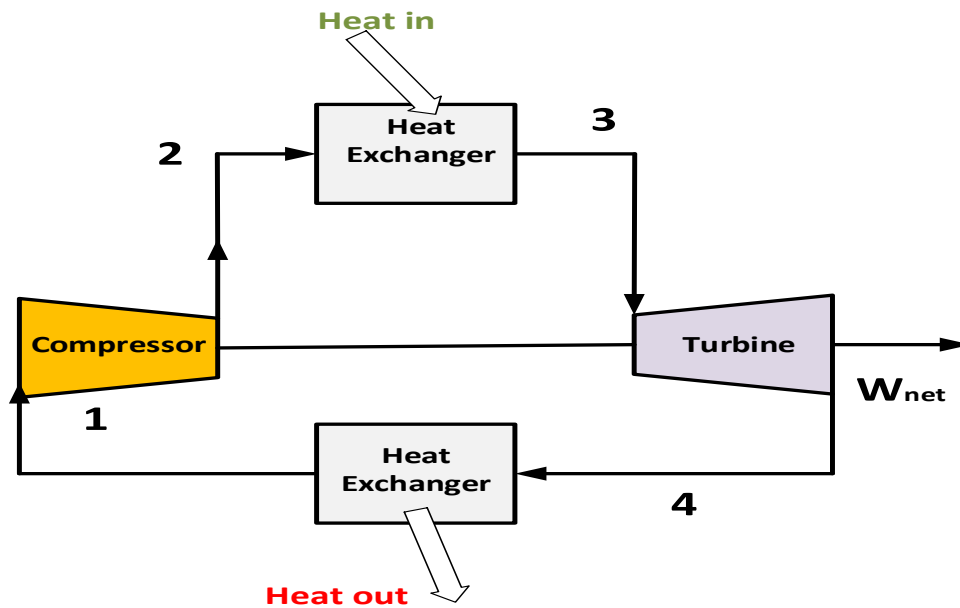 Heat in
Heat
Exchanger
3
2
Compressor
Turbine
Wnet
1
Heat
Exchanger
4
Heat out